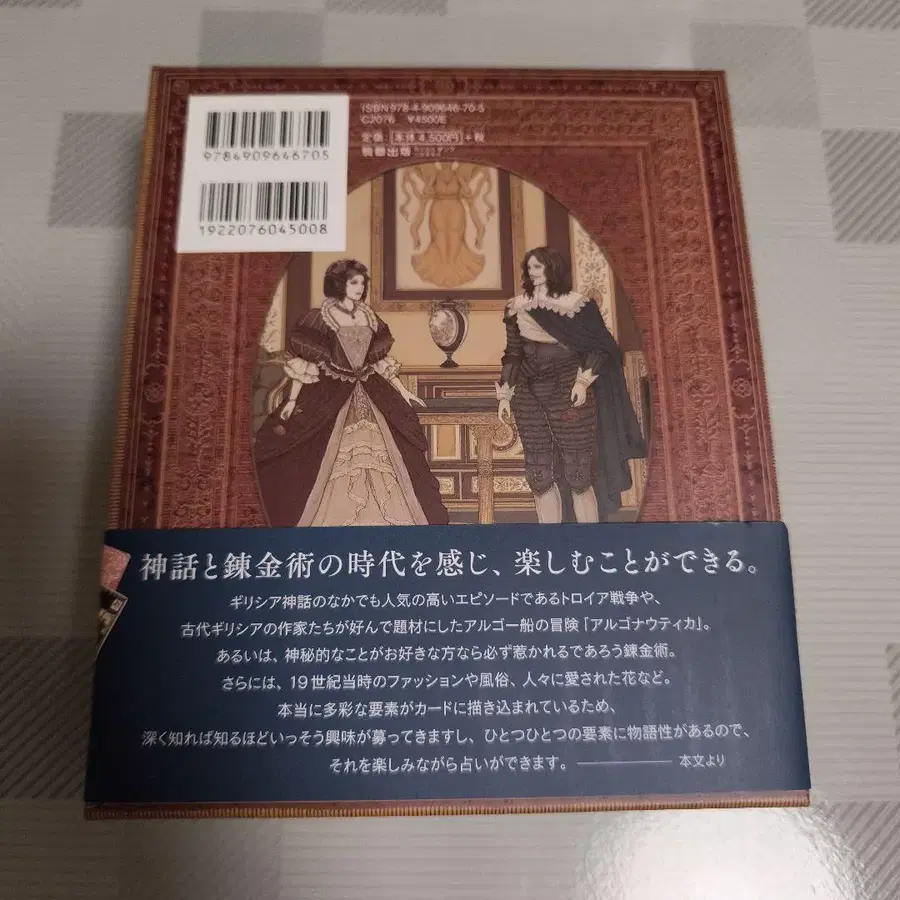 9784909646705
1922076045008
ISBN978-4-909646-70-5
C2076 ¥4500E
定価 [本体4,500円]+税
神話と錬金術の時代を感じ、楽しむことができる。
ギリシア神話のなかでも人気の高いエピソードであるトロイア戦争や、
古代ギリシアの作家たちが好んで題材にしたアルゴー船の冒険「アルゴナウティカ」。
あるいは、神秘的なことがお好きな方なら必ず惹かれるであろう錬金術。
さらには、19世紀当時のファッションや風俗、人々に愛された花など。
本当に多彩な要素がカードに描き込まれているため、
深く知れば知るほどいっそう興味が募ってきますし、ひとつひとつの要素に物語性があるので、
それを楽しみながら占いができます。 ――― 本文より